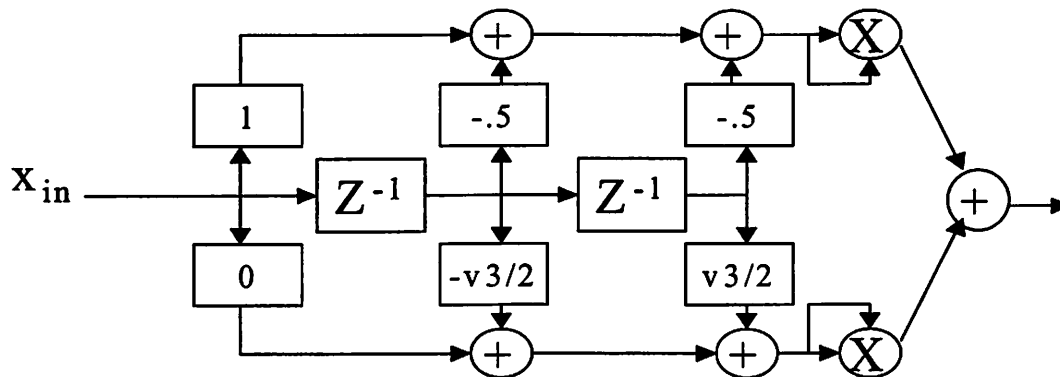 + + X
1 -.5 -.5
X in Z -1 Z -1 +
0 -v3/2 v3/2
+ + X